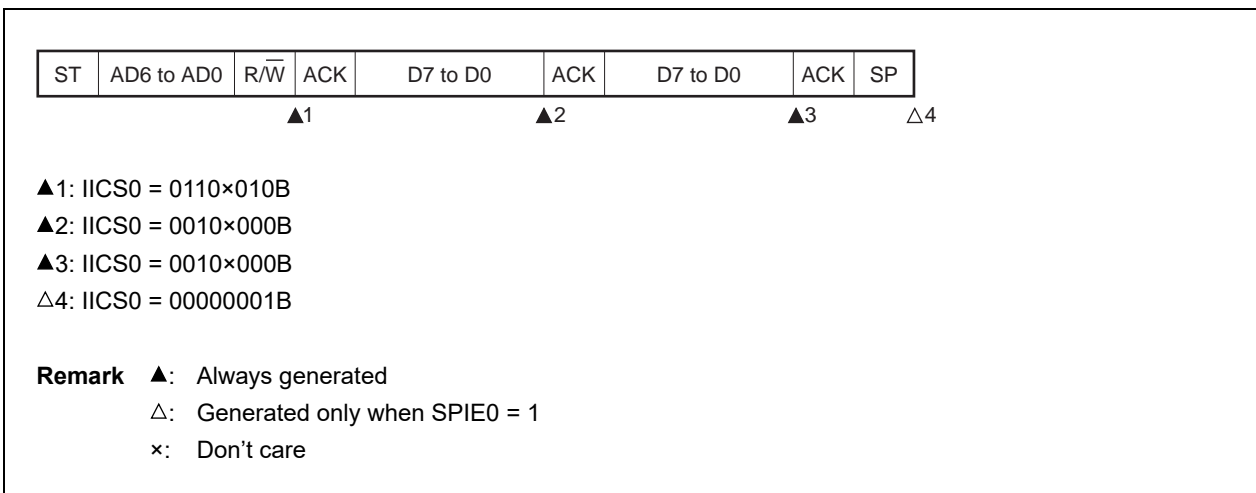 ST AD6 to AD0 R/W̅ ACK D7 to D0 ACK D7 to D0 ACK SP
▲1 ▲2 ▲3 △4
▲1: IICS0 = 0110×010B
▲2: IICS0 = 0010×000B
▲3: IICS0 = 0010×000B
△4: IICS0 = 00000001B
Remark ▲: Always generated
△: Generated only when SPIE0 = 1
×: Don't care